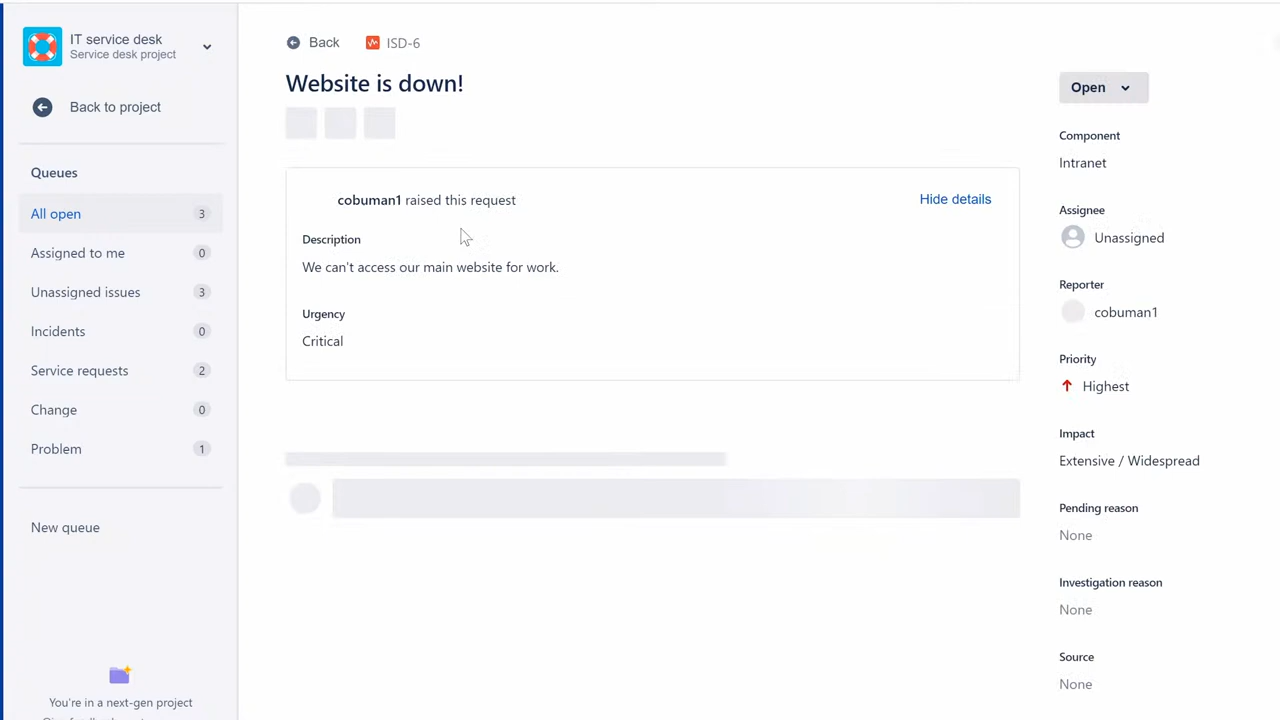 IT service desk
Service desk project
Back to project
Queues
All open 3
Assigned to me 0
Unassigned issues 3
Incidents 0
Service requests 2
Change 0
Problem 1
New queue
You're in a next-gen project
Back ISD-6
Website is down!
cobuman1 raised this request
Hide details
Description
We can't access our main website for work.
Urgency
Critical
Open
Component
Intranet
Assignee
Unassigned
Reporter
cobuman1
Priority
Highest
Impact
Extensive / Widespread
Pending reason
None
Investigation reason
None
Source
None